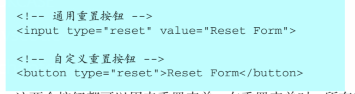 <!-- 通用重置按钮 -->
<input type="reset" value="Reset Form">
<!-- 自定义重置按钮 -->
<button type="reset">Reset Form</button>